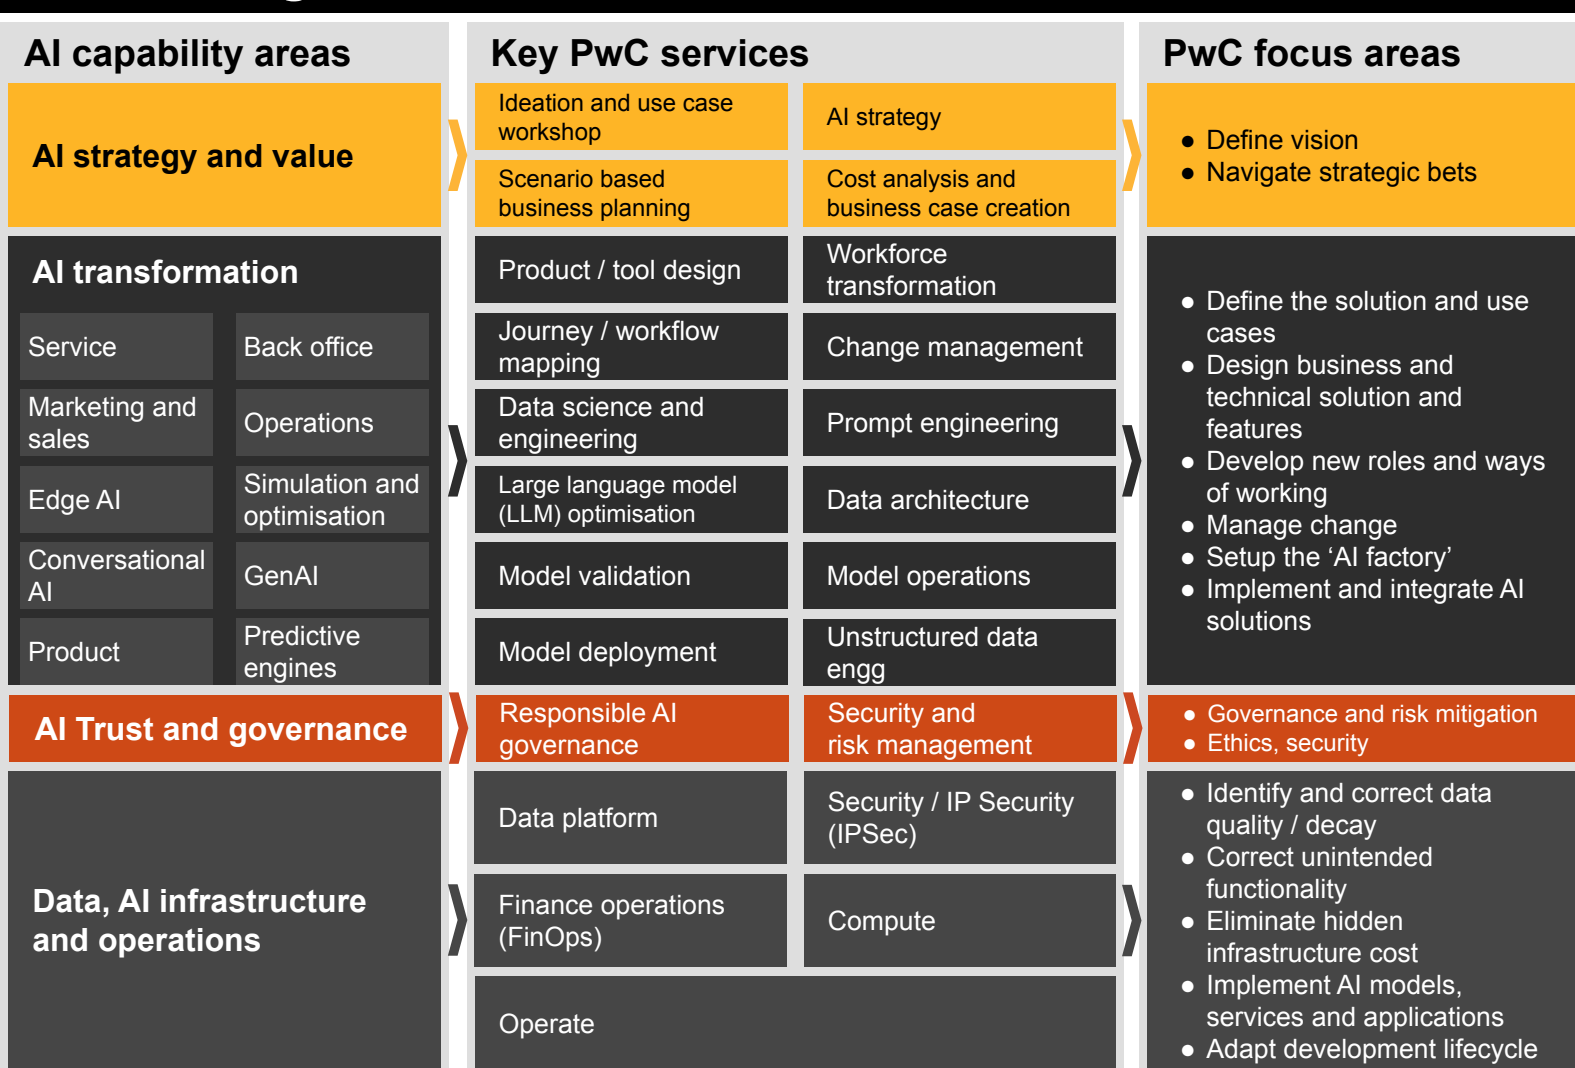 AI capability areas
Key PwC services
PwC focus areas
AI strategy and value
Ideation and use case
workshop
AI strategy
Scenario based
business planning
Cost analysis and
business case creation
● Define vision
● Navigate strategic bets
AI transformation
Service
Back office
Marketing and
sales
Operations
Edge AI
Simulation and
optimisation
Conversational
AI
GenAI
Product
Predictive
engines
Product / tool design
Workforce
transformation
Journey / workflow
mapping
Change management
Data science and
engineering
Prompt engineering
Large language model
(LLM) optimisation
Data architecture
Model validation
Model operations
Model deployment
Unstructured data
engg
● Define the solution and use
cases
● Design business and
technical solution and
features
● Develop new roles and ways
of working
● Manage change
● Setup the ‘AI factory’
● Implement and integrate AI
solutions
AI Trust and governance
Responsible AI
governance
Security and
risk management
● Governance and risk mitigation
● Ethics, security
Data, AI infrastructure
and operations
Data platform
Security / IP Security
(IPSec)
Finance operations
(FinOps)
Compute
Operate
● Identify and correct data
quality / decay
● Correct unintended
functionality
● Eliminate hidden
infrastructure cost
● Implement AI models,
services and applications
● Adapt development lifecycle